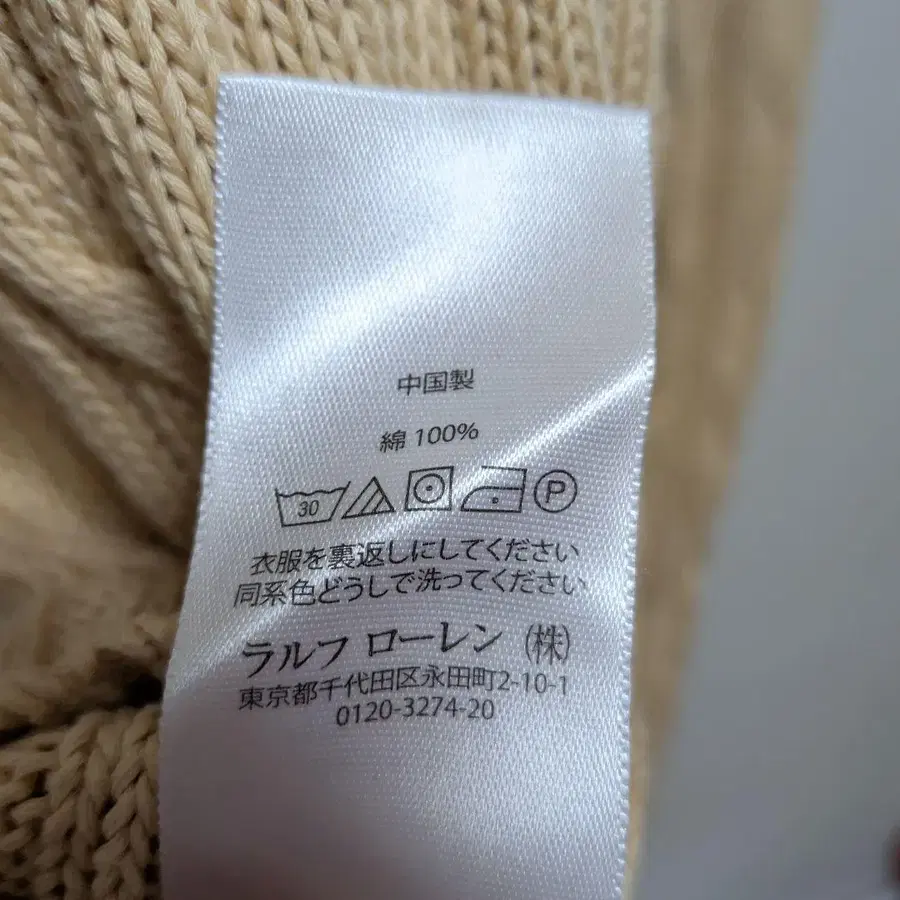 中国製
綿 100%
30 P
衣服を裏返しにしてください
同系色どうしで洗ってください
ラルフ ローレン (株)
東京都千代田区永田町2-10-1
0120-3274-20